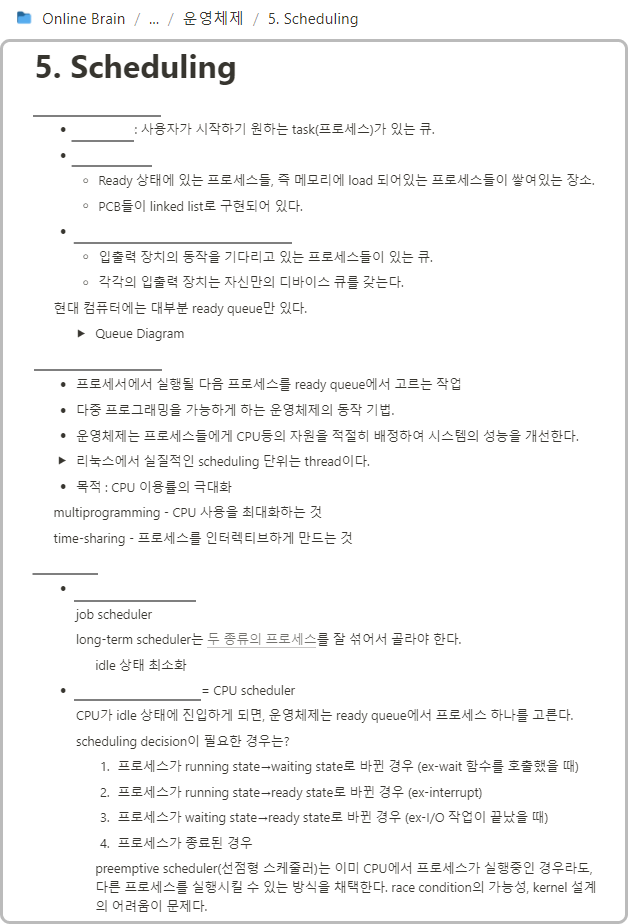 Online Brain / ... / 운영체제 / 5. Scheduling
5. Scheduling
: 사용자가 시작하기 원하는 task(프로세스)가 있는 큐.
Ready 상태에 있는 프로세스들, 즉 메모리에 load 되어있는 프로세스들이 쌓여있는 장소.
PCB들이 linked list로 구현되어 있다.
입출력 장치의 동작을 기다리고 있는 프로세스들이 있는 큐.
각각의 입출력 장치는 자신만의 디바이스 큐를 갖는다.
현대 컴퓨터에는 대부분 ready queue만 있다.
Queue Diagram
프로세서에서 실행될 다음 프로세스를 ready queue에서 고르는 작업
다중 프로그래밍을 가능하게 하는 운영체제의 동작 기법.
운영체제는 프로세스들에게 CPU등의 자원을 적절히 배정하여 시스템의 성능을 개선한다.
리눅스에서 실질적인 scheduling 단위는 thread이다.
목적 : CPU 이용률의 극대화
multiprogramming - CPU 사용을 최대화하는 것
time-sharing - 프로세스를 인터렉티브하게 만드는 것
job scheduler
long-term scheduler는 두 종류의 프로세스를 잘 섞어서 골라야 한다.
idle 상태 최소화
= CPU scheduler
CPU가 idle 상태에 진입하게 되면, 운영체제는 ready queue에서 프로세스 하나를 고른다.
scheduling decision이 필요한 경우는?
1. 프로세스가 running state→waiting state로 바뀐 경우 (ex-wait 함수를 호출했을 때)
2. 프로세스가 running state→ready state로 바뀐 경우 (ex-interrupt)
3. 프로세스가 waiting state→ready state로 바뀐 경우 (ex-I/O 작업이 끝났을 때)
4. 프로세스가 종료된 경우
preemptive scheduler(선점형 스케줄러)는 이미 CPU에서 프로세스가 실행중인 경우라도,
다른 프로세스를 실행시킬 수 있는 방식을 채택한다. race condition의 가능성, kernel 설계
의 어려움이 문제다.